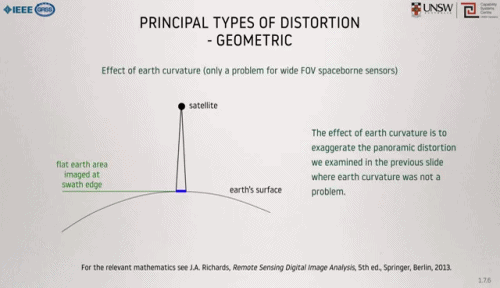 IEEE GRSS
UNSW
PRINCIPAL TYPES OF DISTORTION
- GEOMETRIC
Effect of earth curvature (only a problem for wide FOV spaceborne sensors)
satellite
The effect of earth curvature is to
exaggerate the panoramic distortion
we examined in the previous slide
where earth curvature was not a
problem.
flat earth area
imaged at
swath edge
earth's surface
For the relevant mathematics see J.A. Richards, Remote Sensing Digital Image Analysis, 5th ed., Springer, Berlin, 2013.